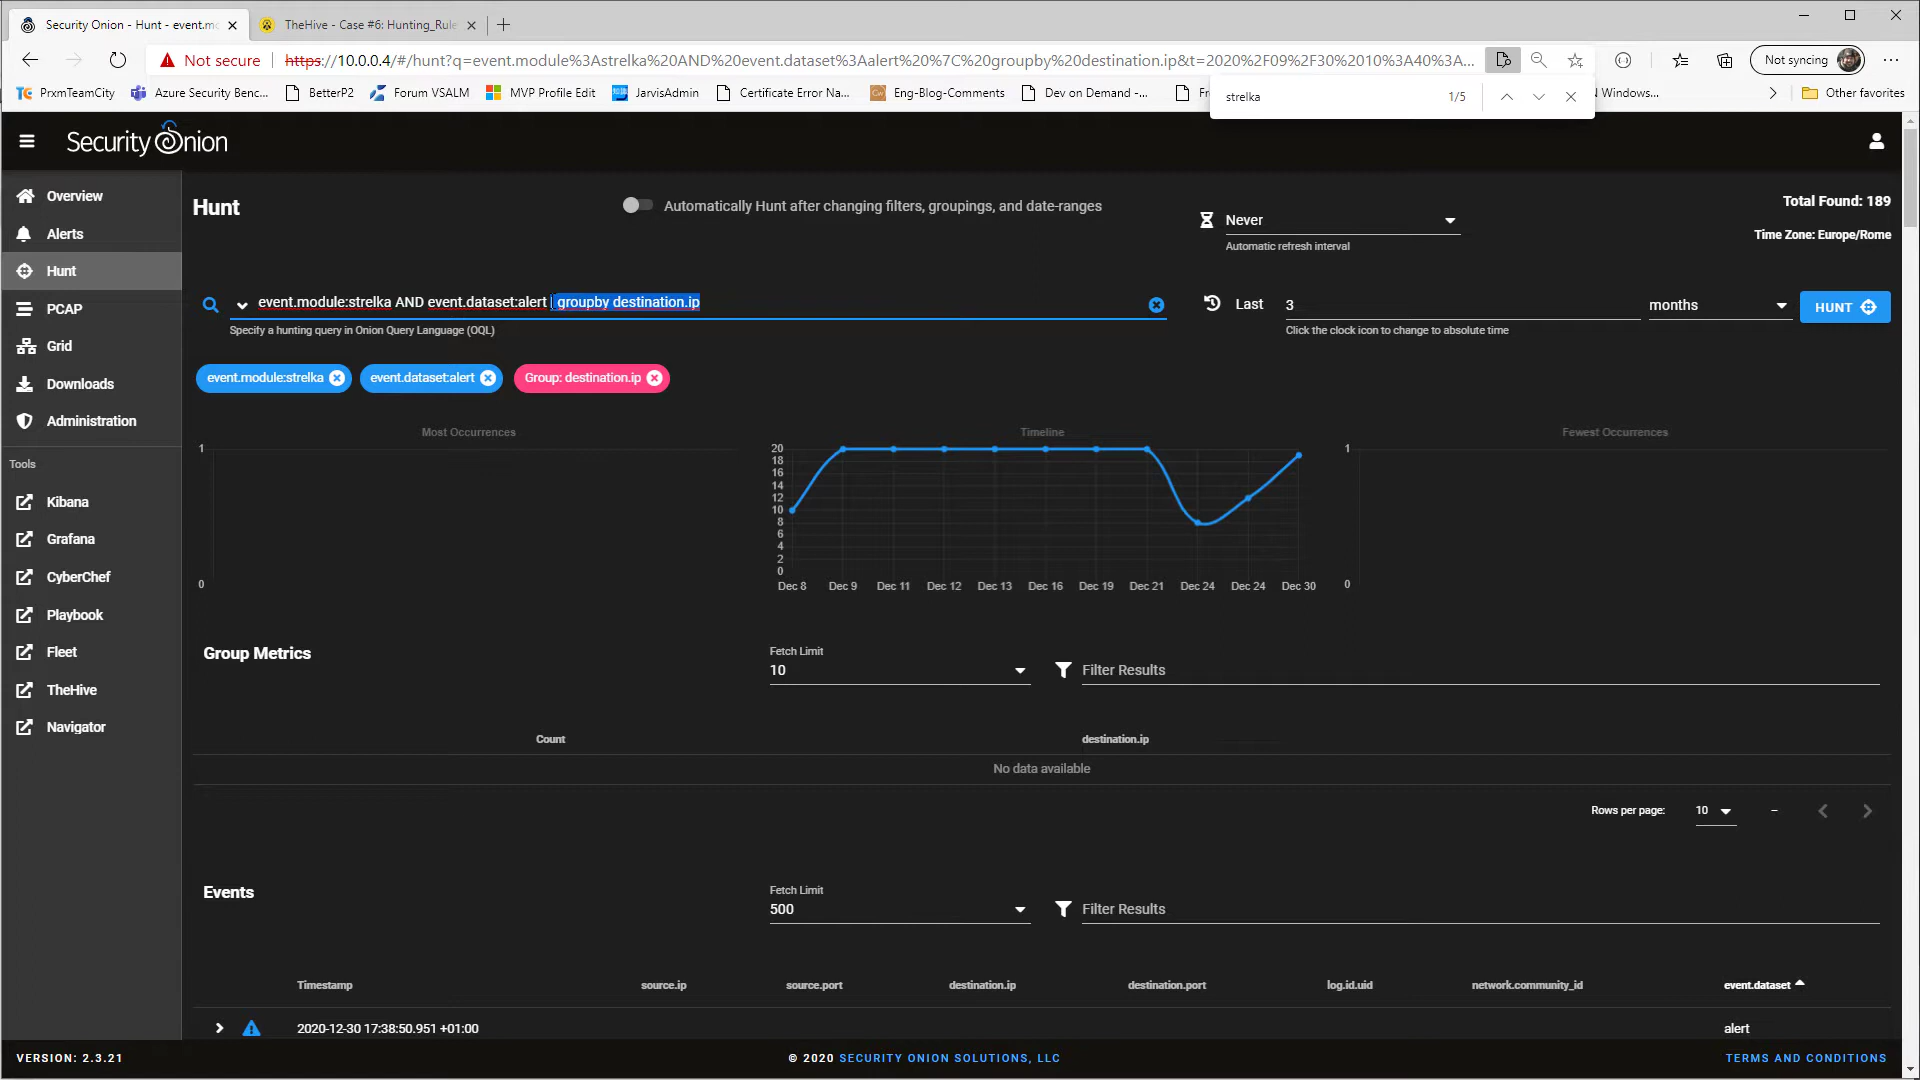 Security Onion - Hunt - event.mo
TheHive - Case #6: Hunting_Rule
Not secure
https://10.0.0.4/#/hunt?q=event.module%3Astrelka%20AND%20event.dataset%3Aalert%20%7C%20groupby%20destination.ip&t=2020%2F09%2F30%2010%3A40%3A...
Not syncing
PrxmTeamCity
Azure Security Benc...
BetterP2
Forum VSALM
MVP Profile Edit
JarvisAdmin
Certificate Error Na...
Eng-Blog-Comments
Dev on Demand -...
Windows...
Other favorites
strelka
1/5
Security Onion
Overview
Alerts
Hunt
PCAP
Grid
Downloads
Administration
Tools
Kibana
Grafana
CyberChef
Playbook
Fleet
TheHive
Navigator
Hunt
Automatically Hunt after changing filters, groupings, and date-ranges
Never
Automatic refresh interval
Total Found: 189
Time Zone: Europe/Rome
event.module:strelka AND event.dataset:alert | groupby destination.ip
Specify a hunting query in Onion Query Language (OQL)
Last
3
months
HUNT
Click the clock icon to change to absolute time
event.module:strelka
event.dataset:alert
Group: destination.ip
Most Occurrences
1
0
Timeline
20
18
16
14
12
10
8
6
4
2
0
Dec 8
Dec 9
Dec 11
Dec 12
Dec 13
Dec 16
Dec 19
Dec 21
Dec 24
Dec 24
Dec 30
Fewest Occurrences
1
0
Group Metrics
Fetch Limit
10
Filter Results
Count
destination.ip
No data available
Rows per page:
10
–
Events
Fetch Limit
500
Filter Results
Timestamp
source.ip
source.port
destination.ip
destination.port
log.id.uid
network.community_id
event.dataset
2020-12-30 17:38:50.951 +01:00
alert
VERSION: 2.3.21
© 2020 SECURITY ONION SOLUTIONS, LLC
TERMS AND CONDITIONS